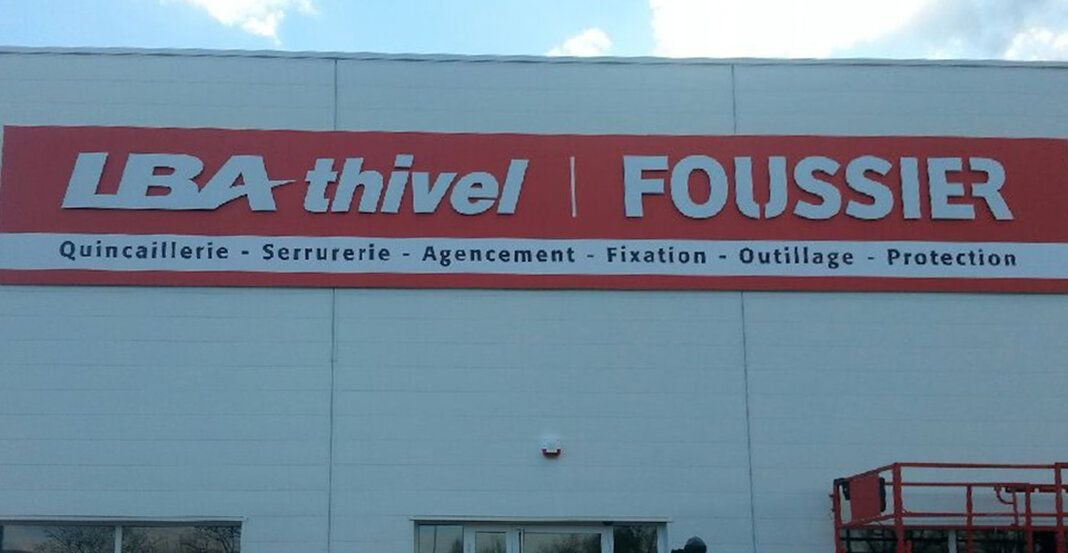 LBA thivel | FOUSSIER
Quincaillerie - Serrurerie - Agencement - Fixation - Outillage - Protection